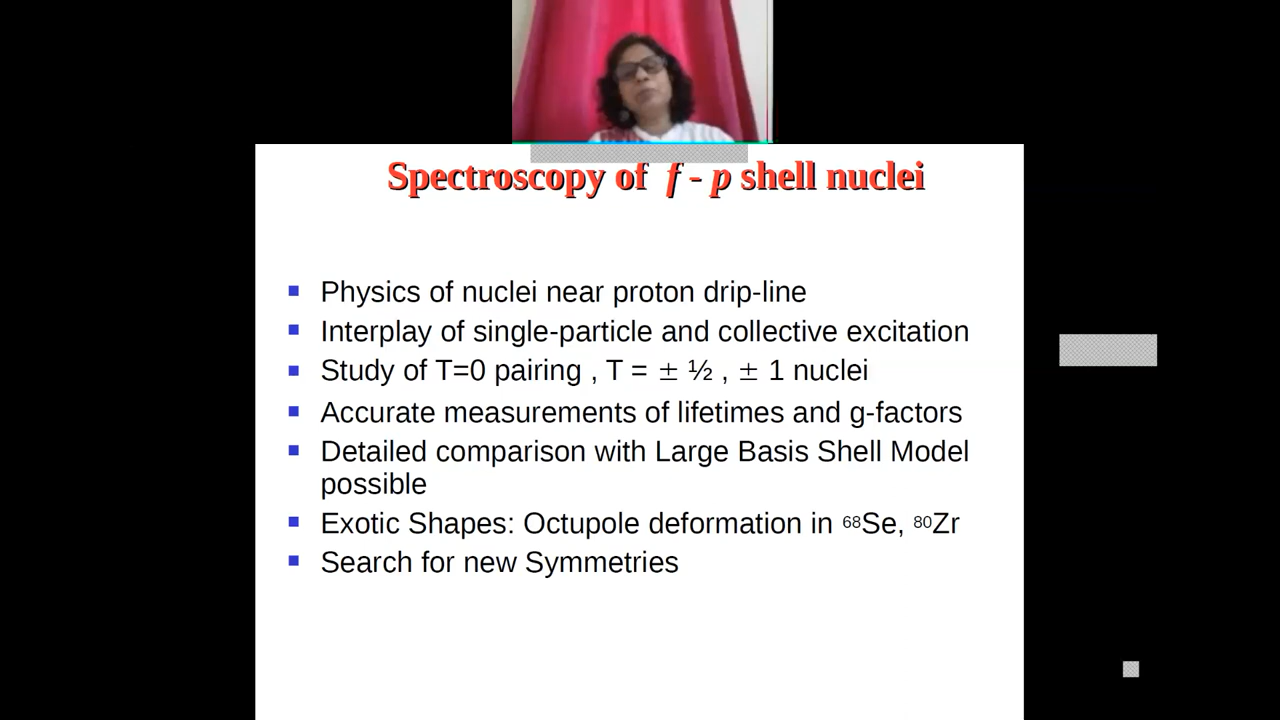 Spectroscopy of f - p shell nuclei
Physics of nuclei near proton drip-line
Interplay of single-particle and collective excitation
Study of T=0 pairing , T = ± ½ , ± 1 nuclei
Accurate measurements of lifetimes and g-factors
Detailed comparison with Large Basis Shell Model
possible
Exotic Shapes: Octupole deformation in ⁶⁸Se, ⁸⁰Zr
Search for new Symmetries